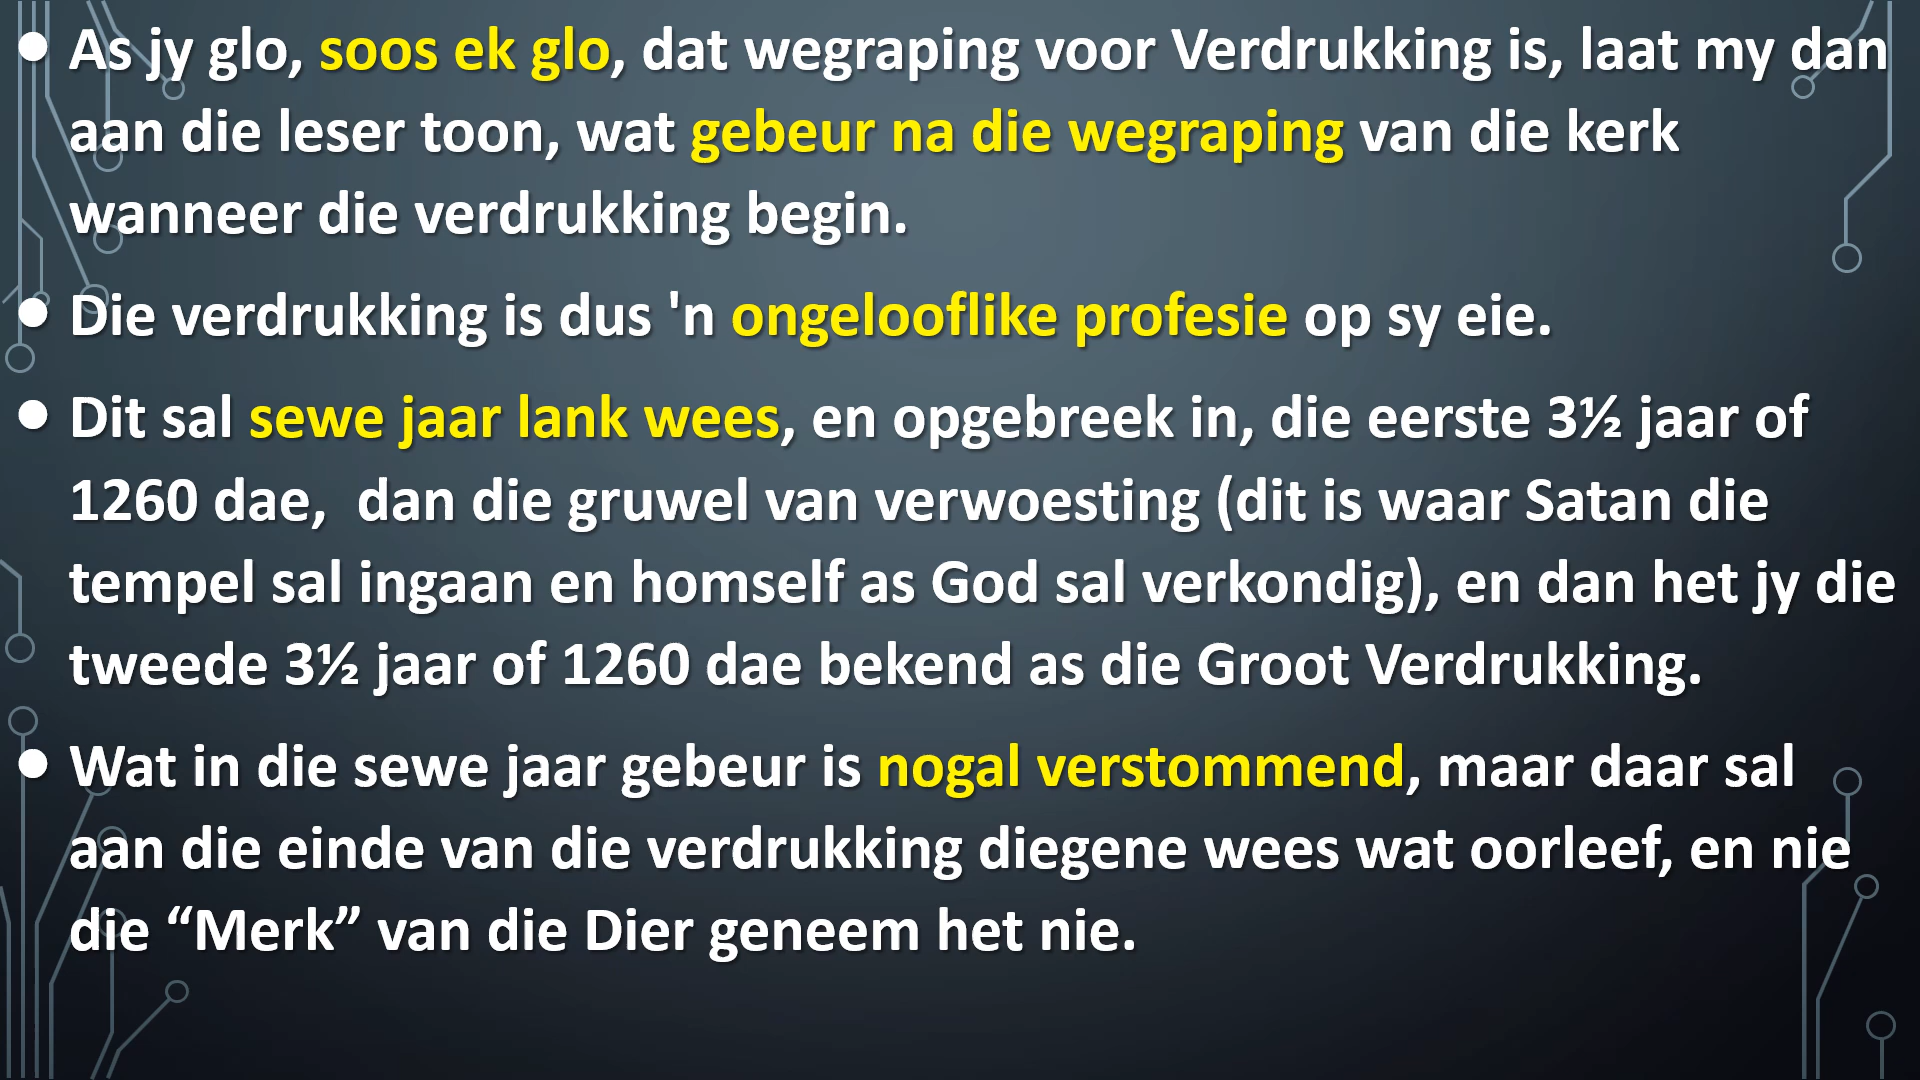 • As jy glo, soos ek glo, dat wegraping voor Verdrukking is, laat my dan
aan die leser toon, wat gebeur na die wegraping van die kerk
wanneer die verdrukking begin.
• Die verdrukking is dus 'n ongelooflike profesie op sy eie.
• Dit sal sewe jaar lank wees, en opgebreek in, die eerste 3½ jaar of
1260 dae,  dan die gruwel van verwoesting (dit is waar Satan die
tempel sal ingaan en homself as God sal verkondig), en dan het jy die
tweede 3½ jaar of 1260 dae bekend as die Groot Verdrukking.
• Wat in die sewe jaar gebeur is nogal verstommend, maar daar sal
aan die einde van die verdrukking diegene wees wat oorleef, en nie
die “Merk” van die Dier geneem het nie.